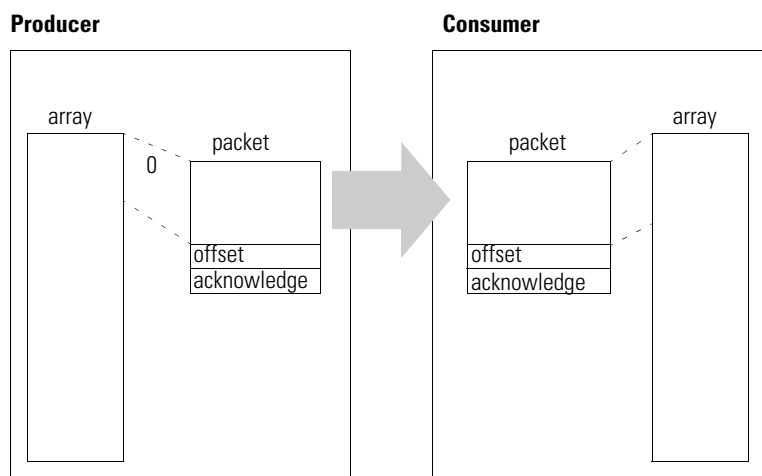 Producer
array
0
packet
offset
acknowledge
Consumer
packet
array
offset
acknowledge